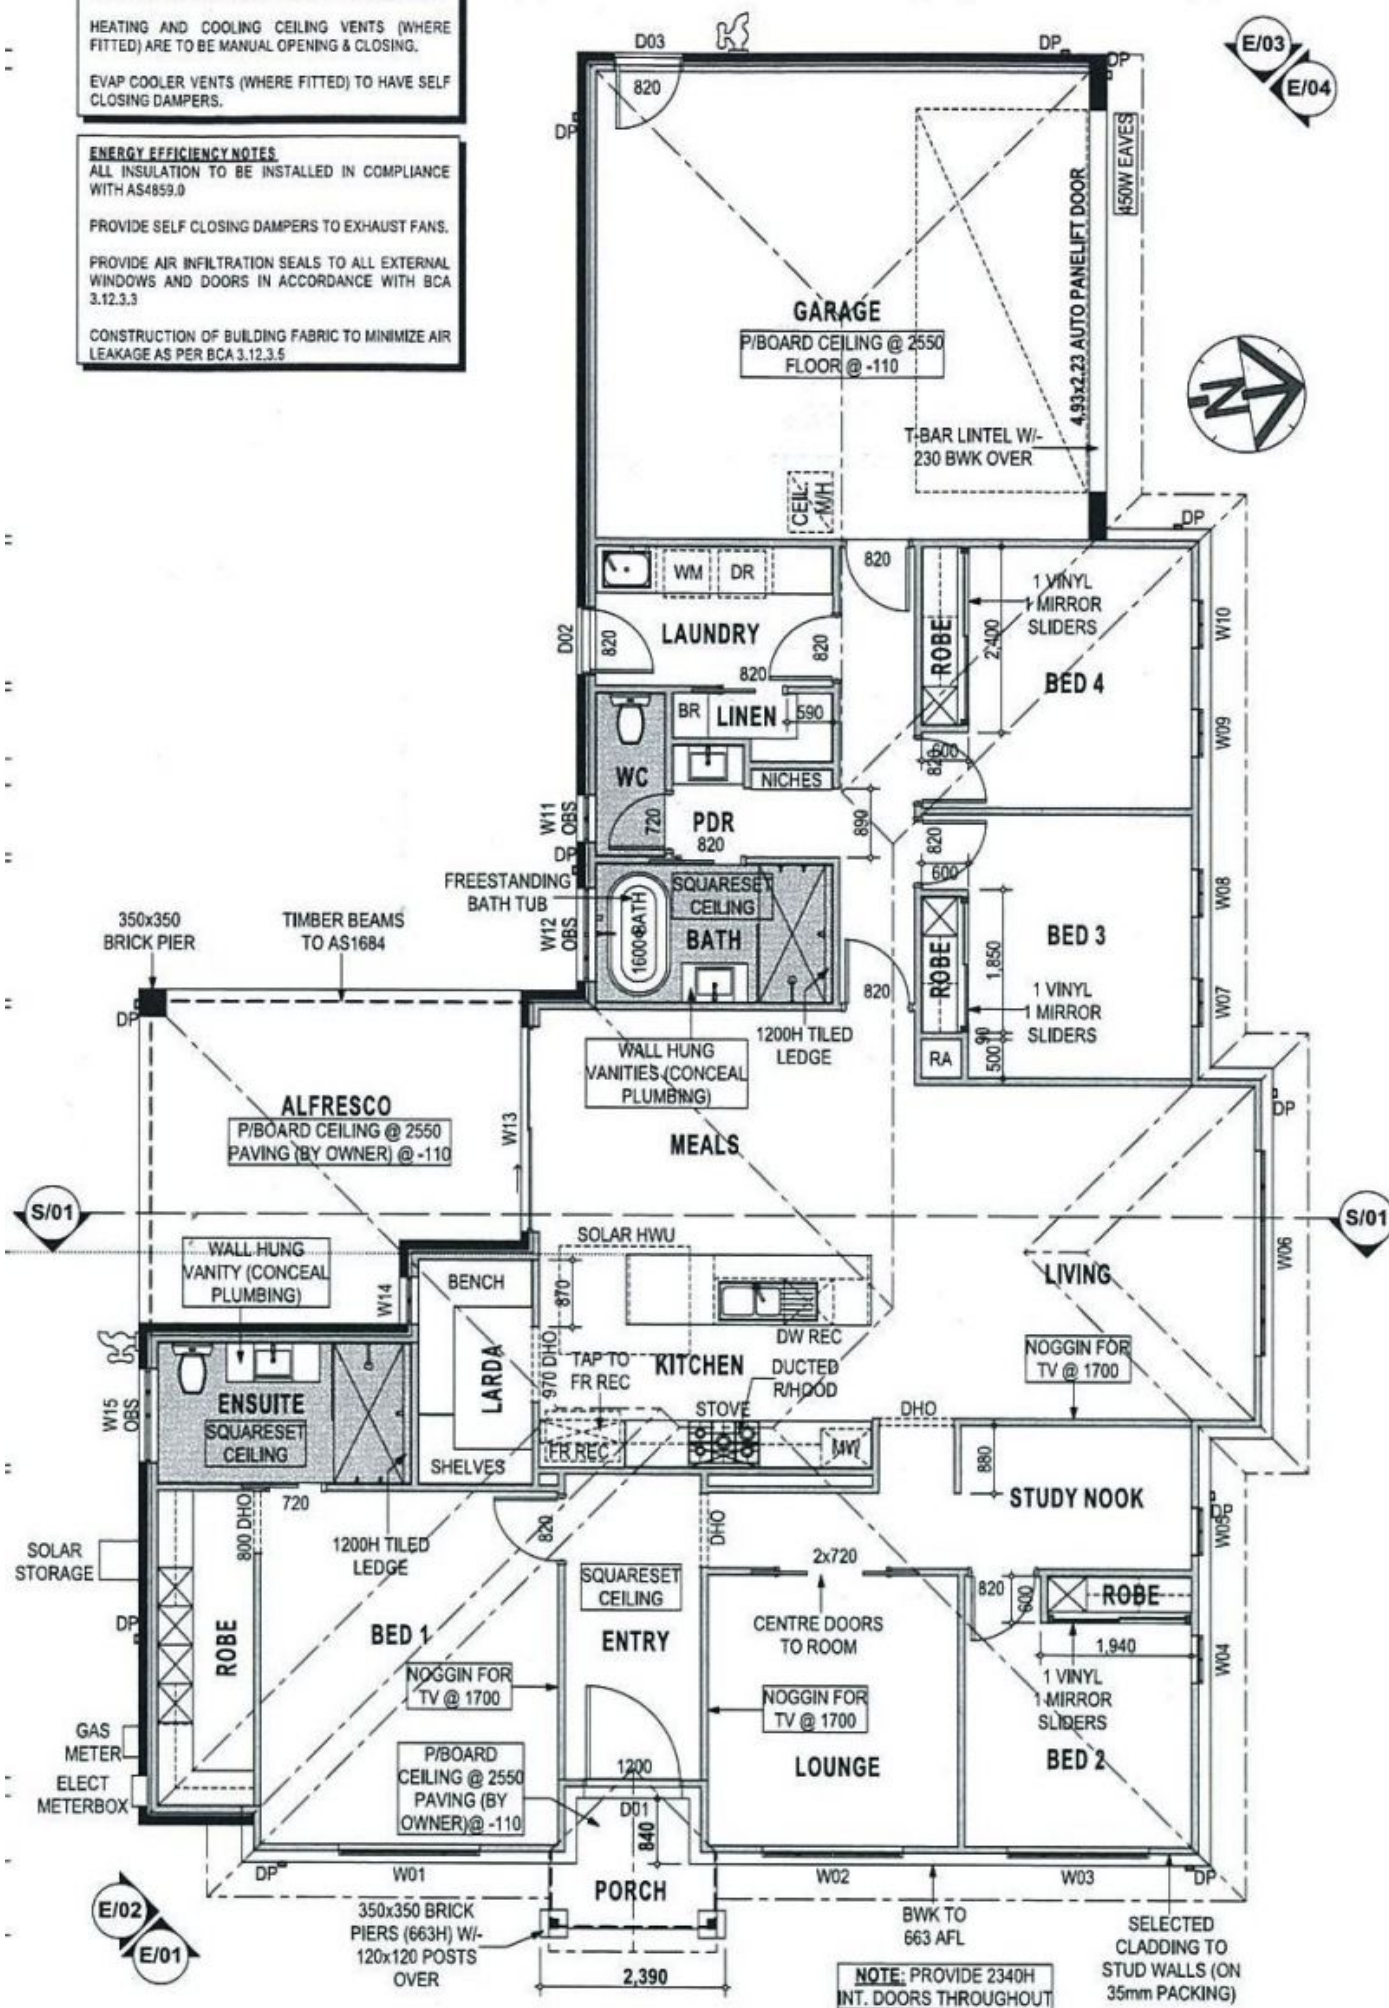 HEATING AND COOLING CEILING VENTS (WHERE
FITTED) ARE TO BE MANUAL OPENING & CLOSING.
EVAP COOLER VENTS (WHERE FITTED) TO HAVE SELF
CLOSING DAMPERS.
ENERGY EFFICIENCY NOTES
ALL INSULATION TO BE INSTALLED IN COMPLIANCE
WITH AS4859.0
PROVIDE SELF CLOSING DAMPERS TO EXHAUST FANS.
PROVIDE AIR INFILTRATION SEALS TO ALL EXTERNAL
WINDOWS AND DOORS IN ACCORDANCE WITH BCA
3.12.3.3
CONSTRUCTION OF BUILDING FABRIC TO MINIMIZE AIR
LEAKAGE AS PER BCA 3.12.3.5
D03
DP
DP
E/03
E/04
820
DP
450W EAVES
4.93x2.23 AUTO PANELIFT DOOR
GARAGE
P/BOARD CEILING @ 2550
FLOOR @ -110
N
T-BAR LINTEL W/-
230 BWK OVER
CEIL.
M/H
DP
WM
DR
820
1 VINYL
1 MIRROR
SLIDERS
ROBE
2,400
W10
D02
820
LAUNDRY
820
820
BED 4
BR
LINEN
590
W09
WC
NICHES
600
820
W11
OBS
720
PDR
820
890
820
DP
600
FREESTANDING
BATH TUB
SQUARESET
CEILING
W08
W12
OBS
1600 BATH
BATH
ROBE
1,850
BED 3
350x350
BRICK PIER
TIMBER BEAMS
TO AS1684
820
1 VINYL
1 MIRROR
SLIDERS
W07
DP
1200H TILED
LEDGE
90
WALL HUNG
VANITIES (CONCEAL
PLUMBING)
RA
500
ALFRESCO
P/BOARD CEILING @ 2550
PAVING (BY OWNER) @ -110
W13
MEALS
DP
S/01
S/01
SOLAR HWU
WALL HUNG
VANITY (CONCEAL
PLUMBING)
BENCH
870
LIVING
W06
W14
DW REC
LARDA
970 DHO
TAP TO
FR REC
KITCHEN
DUCTED
R/HOOD
NOGGIN FOR
TV @ 1700
W15
OBS
ENSUITE
SQUARESET
CEILING
STOVE
DHO
FR REC
MW
SHELVES
880
STUDY NOOK
720
800 DHO
820
DHO
DP
W05
SOLAR
STORAGE
1200H TILED
LEDGE
2x720
SQUARESET
CEILING
820
600
ROBE
DP
ROBE
BED 1
ENTRY
CENTRE DOORS
TO ROOM
1,940
W04
NOGGIN FOR
TV @ 1700
NOGGIN FOR
TV @ 1700
1 VINYL
1 MIRROR
SLIDERS
GAS
METER
P/BOARD
CEILING @ 2550
PAVING (BY
OWNER)@ -110
1200
LOUNGE
BED 2
ELECT
METERBOX
D01
840
DP
W01
W02
W03
DP
PORCH
E/02
E/01
350x350 BRICK
PIERS (663H) W/-
120x120 POSTS
OVER
BWK TO
663 AFL
SELECTED
CLADDING TO
STUD WALLS (ON
35mm PACKING)
2,390
NOTE: PROVIDE 2340H
INT. DOORS THROUGHOUT